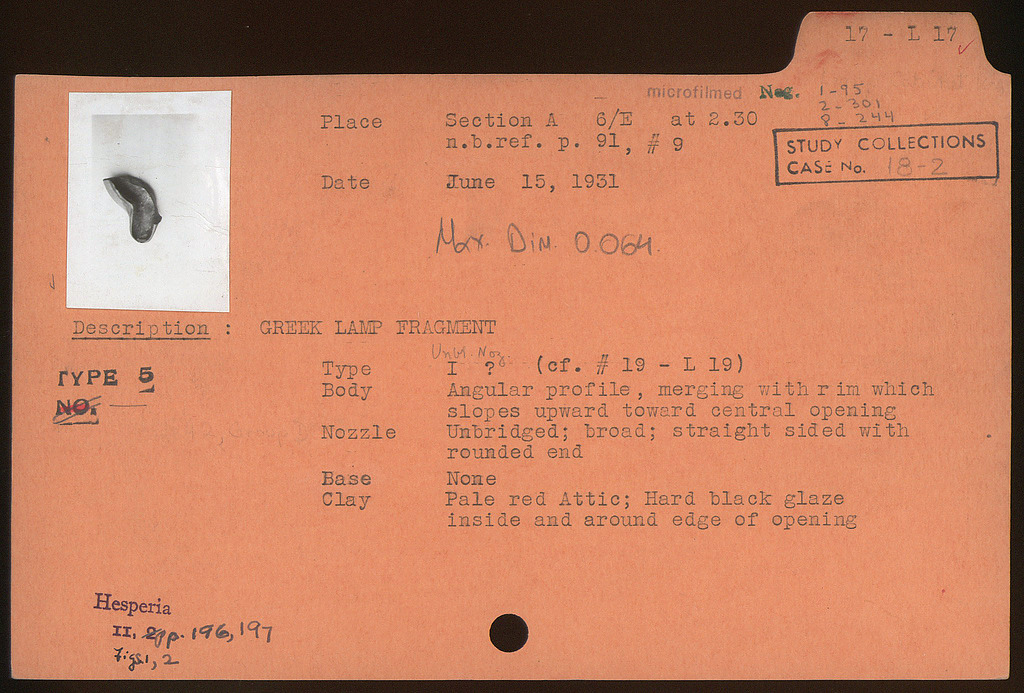 17 - L 17
microfilmed Neg. 1-95
2-301
8-244
Place Section A 6/E at 2.30
n.b.ref. p. 91, # 9
STUDY COLLECTIONS
CASE No. 18-2
Date June 15, 1931
Max. Dim. 0.064.
Description : GREEK LAMP FRAGMENT
Unbr. Noz.
Type I ? (cf. # 19 - L 19)
TYPE 5
NO. —
Body Angular profile, merging with rim which
slopes upward toward central opening
Nozzle Unbridged; broad; straight sided with
rounded end
Base None
Clay Pale red Attic; Hard black glaze
inside and around edge of opening
Hesperia
II, pp. 196, 197
Figs 1, 2